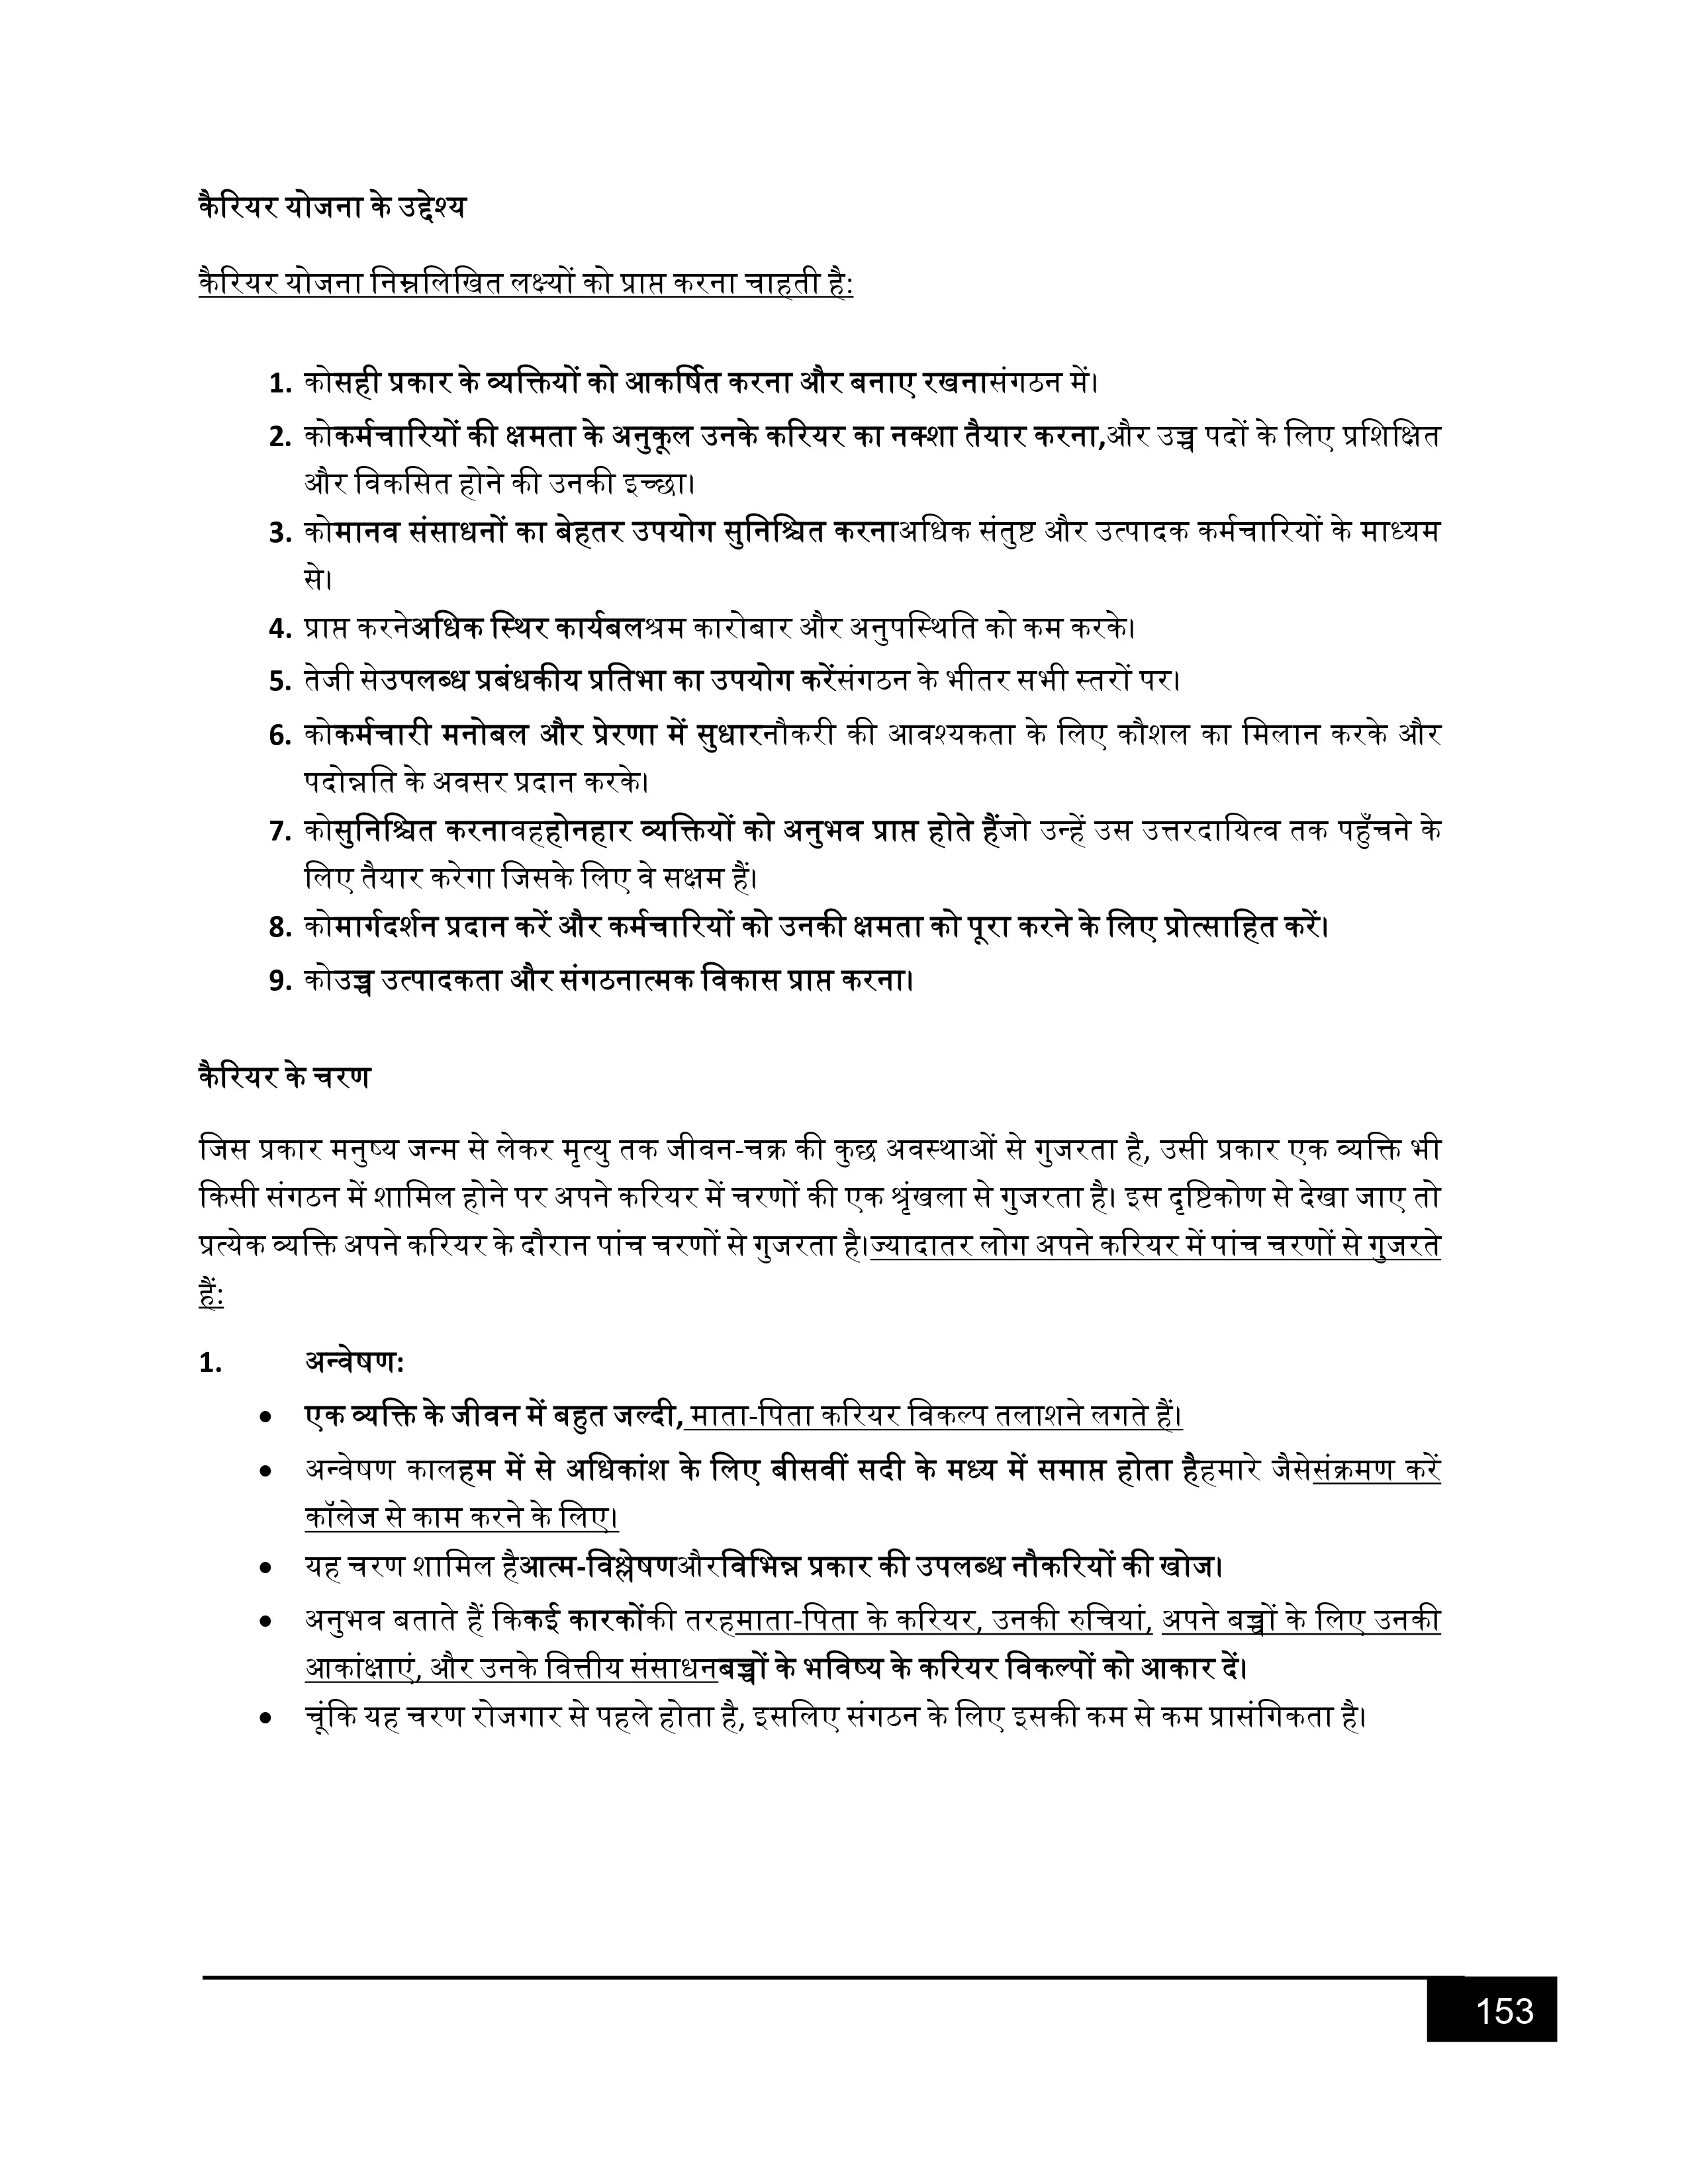 कैरियर योजना के उद्देश्य
कैरियर योजना निम्नलिखित लक्ष्यों को प्राप्त करना चाहती है:
1. कोसही प्रकार के व्यक्तियों को आकर्षित करना और बनाए रखनासंगठन में।
2. कोकर्मचारियों की क्षमता के अनुकूल उनके करियर का नक्शा तैयार करना,और उच्च पदों के लिए प्रशिक्षित
और विकसित होने की उनकी इच्छा।
3. कोमानव संसाधनों का बेहतर उपयोग सुनिश्चित करनाअधिक संतुष्ट और उत्पादक कर्मचारियों के माध्यम
से।
4. प्राप्त करनेअधिक स्थिर कार्यबलश्रम कारोबार और अनुपस्थिति को कम करके।
5. तेजी सेउपलब्ध प्रबंधकीय प्रतिभा का उपयोग करेंसंगठन के भीतर सभी स्तरों पर।
6. कोकर्मचारी मनोबल और प्रेरणा में सुधारनौकरी की आवश्यकता के लिए कौशल का मिलान करके और
पदोन्नति के अवसर प्रदान करके।
7. कोसुनिश्चित करनावहहोनहार व्यक्तियों को अनुभव प्राप्त होते हैंजो उन्हें उस उत्तरदायित्व तक पहुँचने के
लिए तैयार करेगा जिसके लिए वे सक्षम हैं।
8. कोमार्गदर्शन प्रदान करें और कर्मचारियों को उनकी क्षमता को पूरा करने के लिए प्रोत्साहित करें।
9. कोउच्च उत्पादकता और संगठनात्मक विकास प्राप्त करना।
कैरियर के चरण
जिस प्रकार मनुष्य जन्म से लेकर मृत्यु तक जीवन-चक्र की कुछ अवस्थाओं से गुजरता है, उसी प्रकार एक व्यक्ति भी
किसी संगठन में शामिल होने पर अपने करियर में चरणों की एक श्रृंखला से गुजरता है। इस दृष्टिकोण से देखा जाए तो
प्रत्येक व्यक्ति अपने करियर के दौरान पांच चरणों से गुजरता है।ज्यादातर लोग अपने करियर में पांच चरणों से गुजरते
हैं:
1. अन्वेषण:
• एक व्यक्ति के जीवन में बहुत जल्दी, माता-पिता करियर विकल्प तलाशने लगते हैं।
• अन्वेषण कालहम में से अधिकांश के लिए बीसवीं सदी के मध्य में समाप्त होता हैहमारे जैसेसंक्रमण करें
कॉलेज से काम करने के लिए।
• यह चरण शामिल हैआत्म-विश्लेषणऔरविभिन्न प्रकार की उपलब्ध नौकरियों की खोज।
• अनुभव बताते हैं किकई कारकोंकी तरहमाता-पिता के करियर, उनकी रुचियां, अपने बच्चों के लिए उनकी
आकांक्षाएं, और उनके वित्तीय संसाधनबच्चों के भविष्य के करियर विकल्पों को आकार दें।
• चूंकि यह चरण रोजगार से पहले होता है, इसलिए संगठन के लिए इसकी कम से कम प्रासंगिकता है।
153